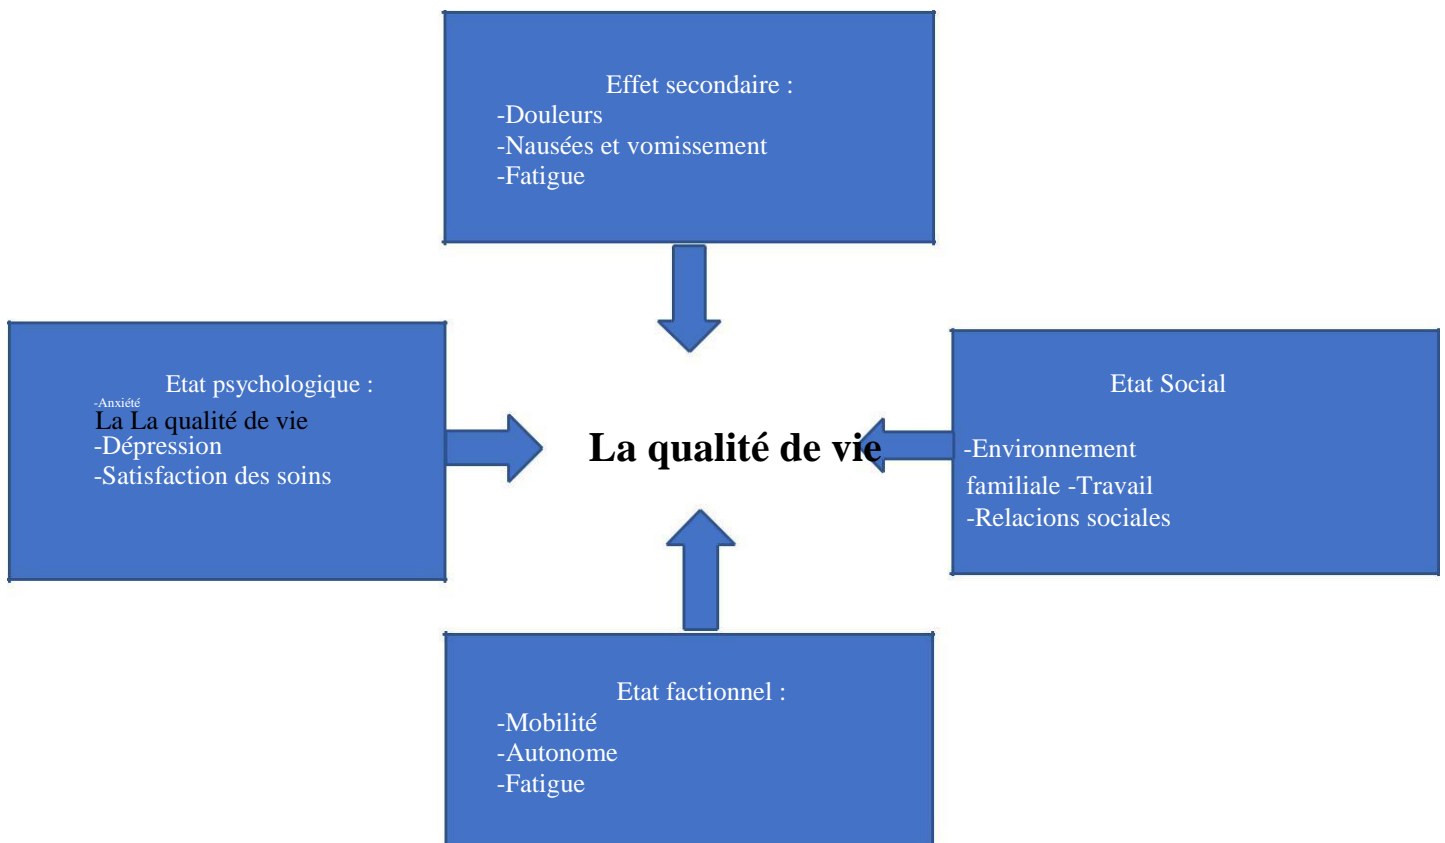 Effet secondaire :
-Douleurs
-Nausées et vomissement
-Fatigue
Etat psychologique :
-Anxiété
La La qualité de vie
-Dépression
-Satisfaction des soins
La qualité de vie
Etat Social
-Environnement
familiale -Travail
-Relacions sociales
Etat factionnel :
-Mobilité
-Autonome
-Fatigue